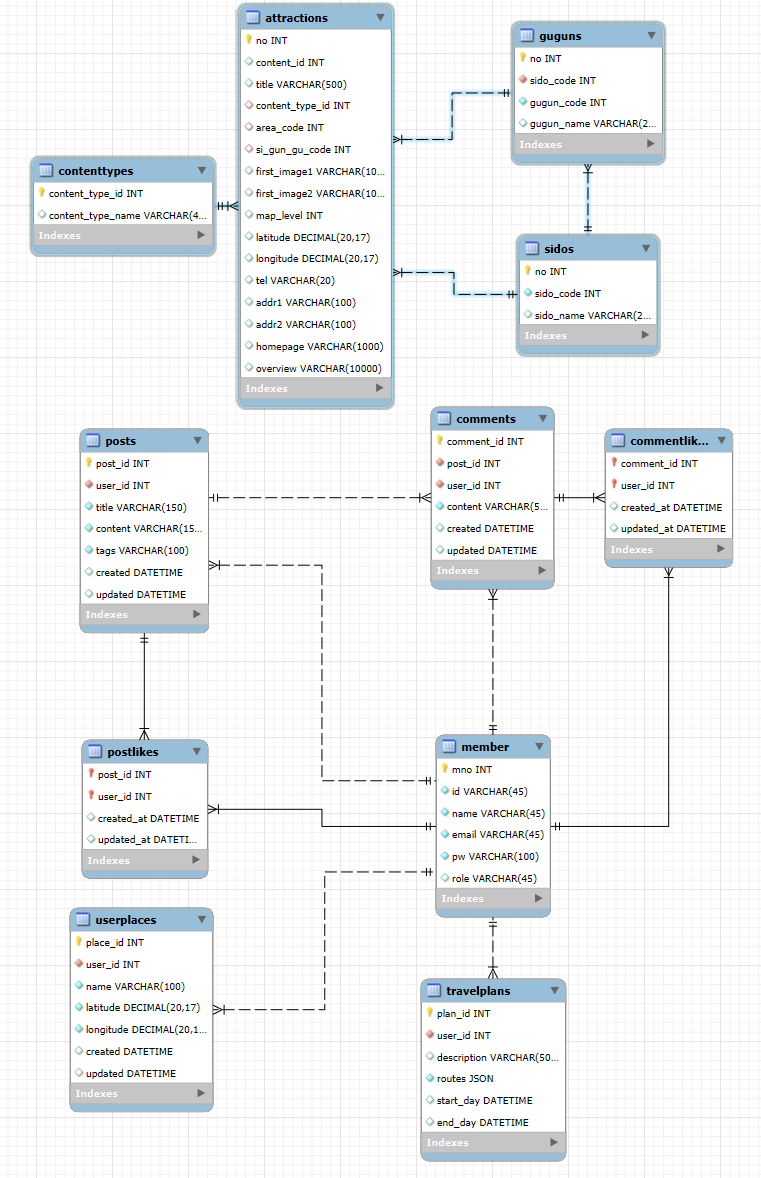 attractions
no INT
content_id INT
title VARCHAR(500)
content_type_id INT
area_code INT
si_gun_gu_code INT
first_image1 VARCHAR(10...
first_image2 VARCHAR(10...
map_level INT
latitude DECIMAL(20,17)
longitude DECIMAL(20,17)
tel VARCHAR(20)
addr1 VARCHAR(100)
addr2 VARCHAR(100)
homepage VARCHAR(1000)
overview VARCHAR(10000)
Indexes
guguns
no INT
sido_code INT
gugun_code INT
gugun_name VARCHAR(2...
Indexes
contenttypes
content_type_id INT
content_type_name VARCHAR(4...
Indexes
sidos
no INT
sido_code INT
sido_name VARCHAR(2...
Indexes
posts
post_id INT
user_id INT
title VARCHAR(150)
content VARCHAR(15...
tags VARCHAR(100)
created DATETIME
updated DATETIME
Indexes
comments
comment_id INT
post_id INT
user_id INT
content VARCHAR(5...
created DATETIME
updated DATETIME
Indexes
commentlik...
comment_id INT
user_id INT
created_at DATETIME
updated_at DATETIME
Indexes
postlikes
post_id INT
user_id INT
created_at DATETIME
updated_at DATETI...
Indexes
member
mno INT
id VARCHAR(45)
name VARCHAR(45)
email VARCHAR(45)
pw VARCHAR(100)
role VARCHAR(45)
Indexes
userplaces
place_id INT
user_id INT
name VARCHAR(100)
latitude DECIMAL(20,17)
longitude DECIMAL(20,1...
created DATETIME
updated DATETIME
Indexes
travelplans
plan_id INT
user_id INT
description VARCHAR(50...
routes JSON
start_day DATETIME
end_day DATETIME
Indexes